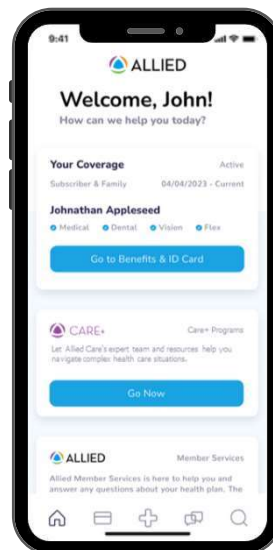 9:41
ALLIED
Welcome, John!
How can we help you today?
Your Coverage Active
Subscriber & Family 04/04/2023 - Current
Johnathan Appleseed
Medical Dental Vision Flex
Go to Benefits & ID Card
CARE+ Care+ Programs
Let Allied Care's expert team and resources help you
navigate complex health care situations.
Go Now
ALLIED Member Services
Allied Member Services is here to help you and
answer any questions about your health plan. The